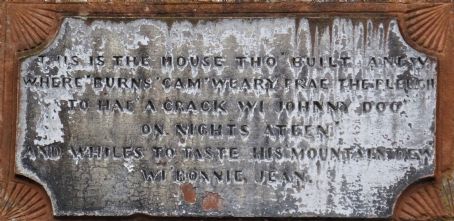 THIS IS THE HOUSE THO' BUILT ANEW
WHERE BURNS CAM' WEARY FRAE THE PLEUGH
TO HAE A CRACK WI' JOHNNY DOO
ON NIGHTS ATEEN
AND WHILES TO TASTE HIS MOUNTAIN DEW
WI' BONNIE JEAN.